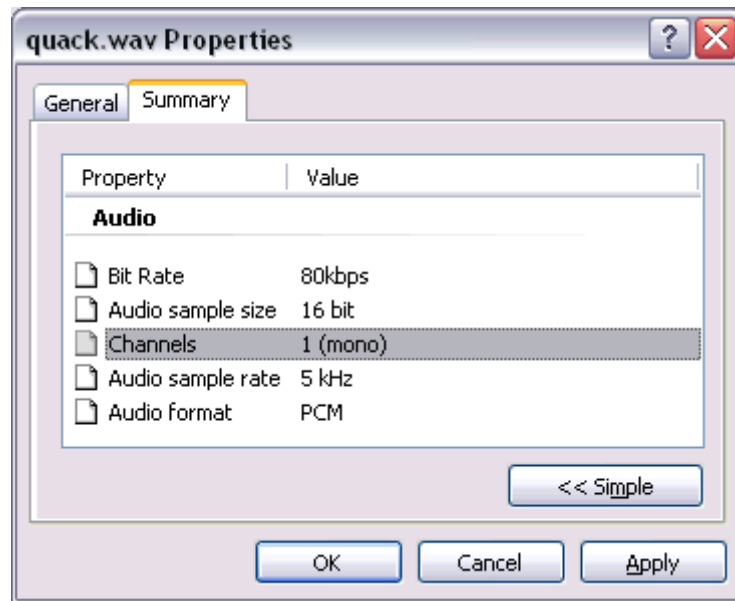 quack.wav Properties
General Summary
Property Value
Audio
Bit Rate 80kbps
Audio sample size 16 bit
Channels 1 (mono)
Audio sample rate 5 kHz
Audio format PCM
<< Simple
OK Cancel Apply